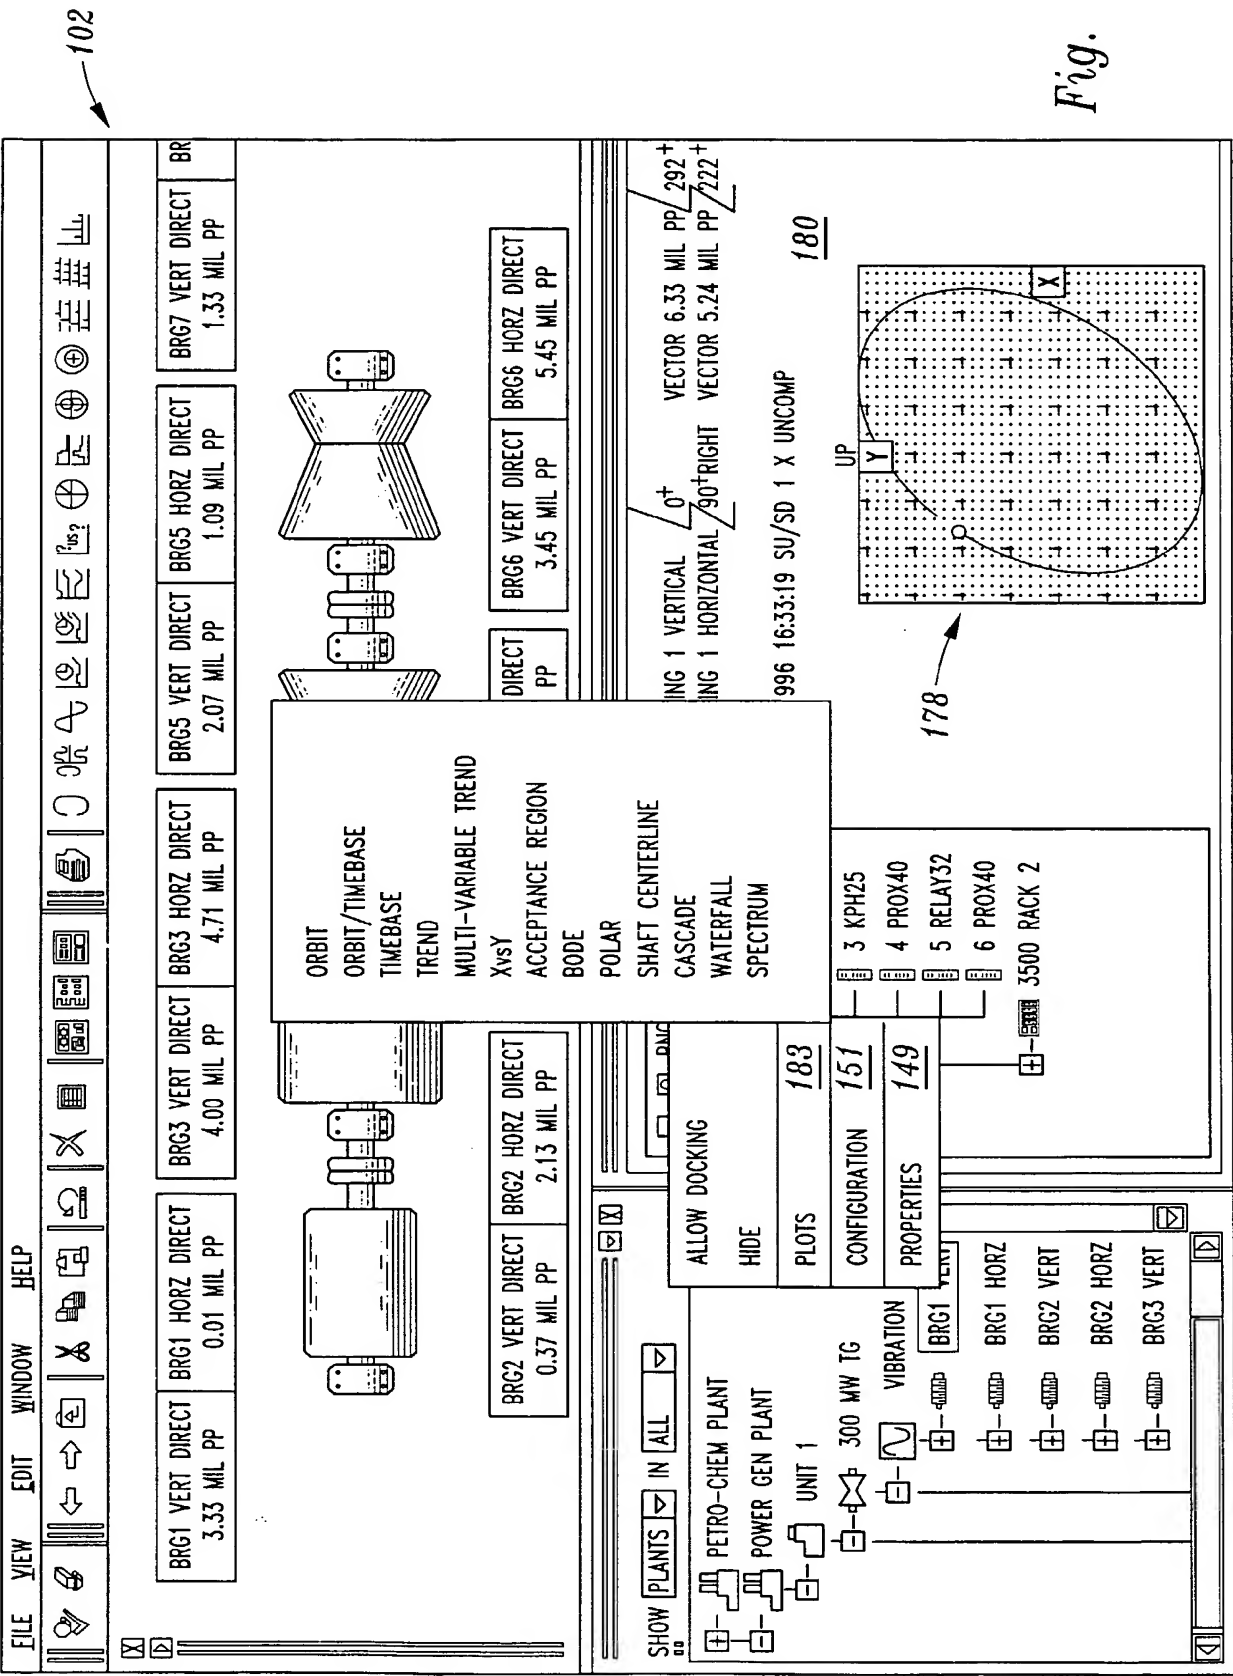 102
FILE VIEW EDIT WINDOW HELP
?us?
BRG1 VERT DIRECT BRG1 HORZ DIRECT BRG3 VERT DIRECT BRG3 HORZ DIRECT BRG5 VERT DIRECT BRG5 HORZ DIRECT BRG7 VERT DIRECT BR
3.33 MIL PP 0.01 MIL PP 4.00 MIL PP 4.71 MIL PP 2.07 MIL PP 1.09 MIL PP 1.33 MIL PP
BRG2 VERT DIRECT BRG2 HORZ DIRECT DIRECT BRG6 VERT DIRECT BRG6 HORZ DIRECT
0.37 MIL PP 2.13 MIL PP PP 3.45 MIL PP 5.45 MIL PP
ORBIT
ORBIT/TIMEBASE
TIMEBASE
TREND
MULTI-VARIABLE TREND
XvsY
ACCEPTANCE REGION
BODE
POLAR
SHAFT CENTERLINE
CASCADE
WATERFALL
SPECTRUM
ALLOW DOCKING
HIDE
PLOTS 183
CONFIGURATION 151
PROPERTIES 149
SHOW PLANTS IN ALL
PETRO-CHEM PLANT
POWER GEN PLANT
UNIT 1
300 MW TG
VIBRATION
BRG1 VERT
BRG1 HORZ
BRG2 VERT
BRG2 HORZ
BRG3 VERT
3 KPH25
4 PROX40
5 RELAY32
6 PROX40
3500 RACK 2
ING 1 VERTICAL 0+ VECTOR 6.33 MIL PP 292+
ING 1 HORIZONTAL 90+RIGHT VECTOR 5.24 MIL PP 222+
996 16:33:19 SU/SD 1 X UNCOMP
180
UP
Y
X
178
Fig.